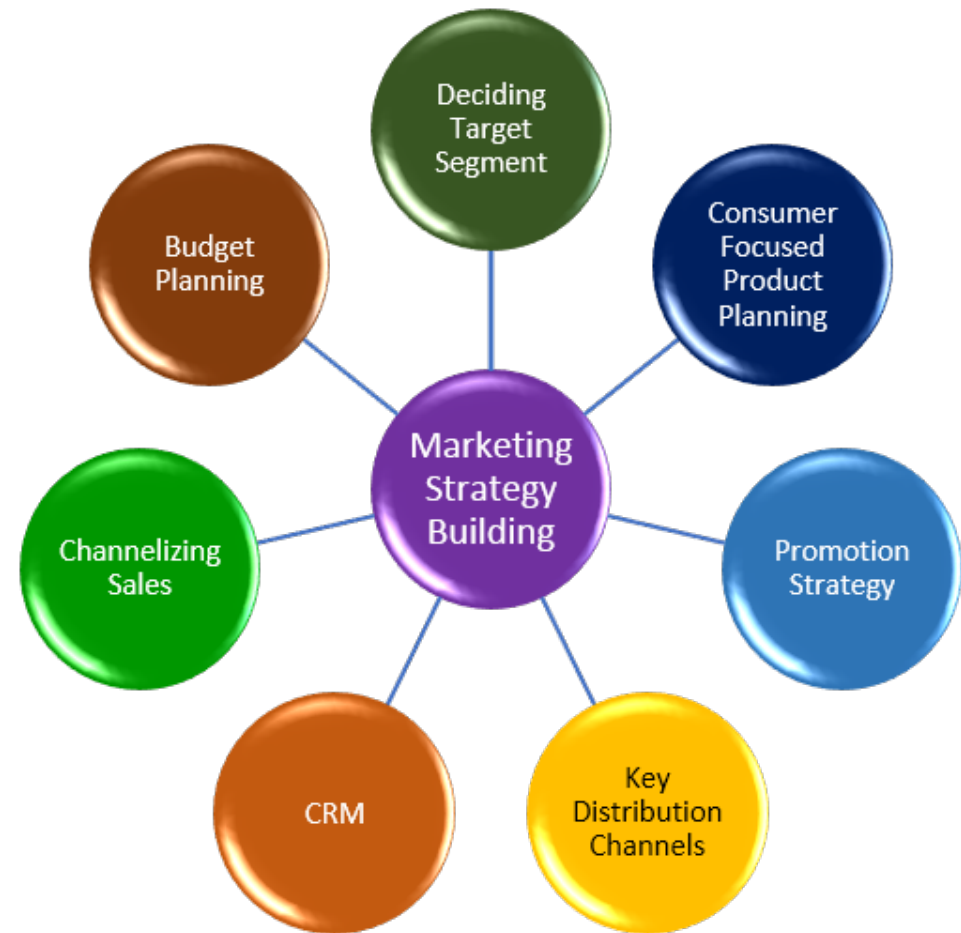 Deciding
Target
Segment
Consumer
Focused
Product
Planning
Promotion
Strategy
Key
Distribution
Channels
CRM
Channelizing
Sales
Budget
Planning
Marketing
Strategy
Building